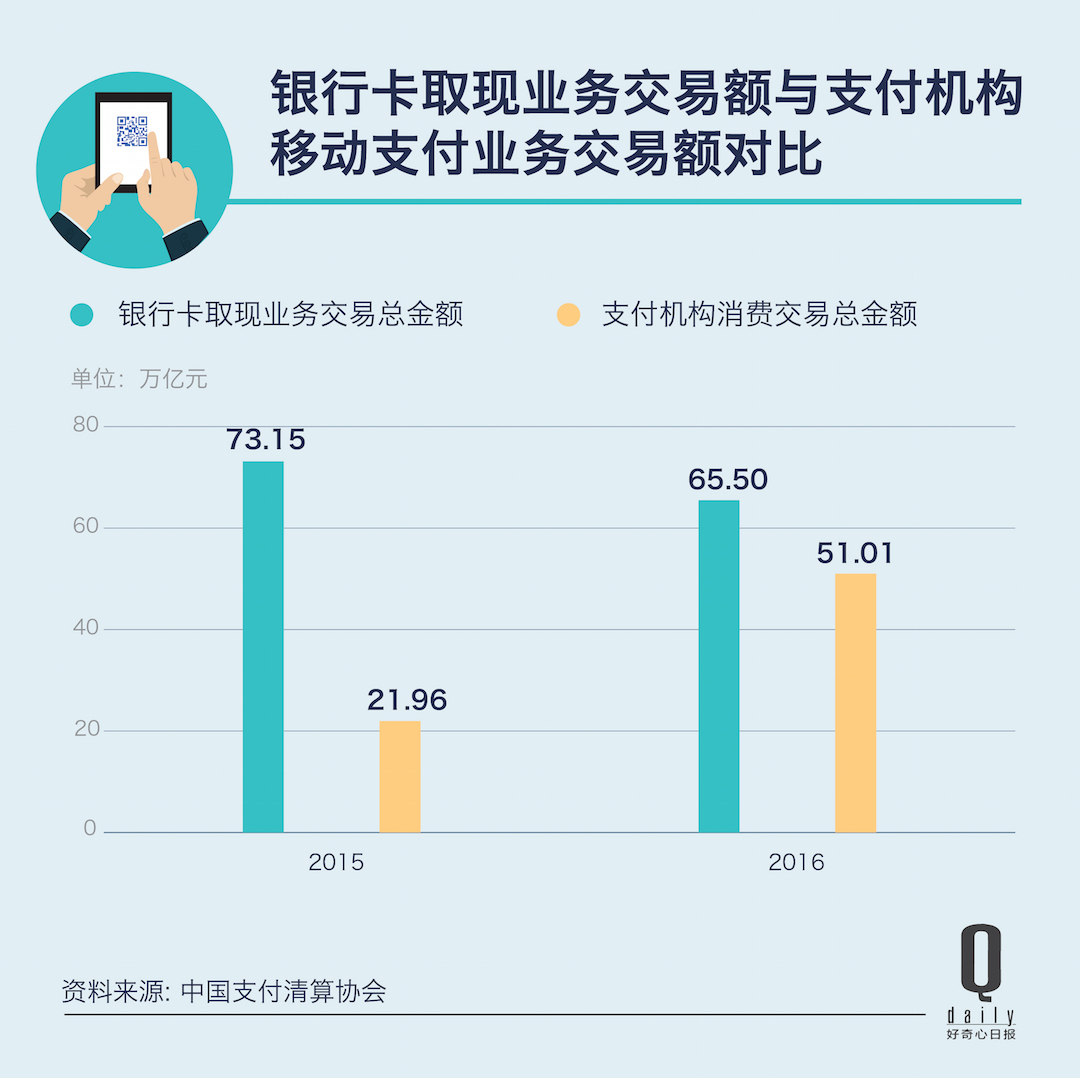 银行卡取现业务交易额与支付机构
移动支付业务交易额对比
银行卡取现业务交易总金额
支付机构消费交易总金额
单位：万亿元
80
73.15
65.50
60
51.01
40
21.96
20
0
2015
2016
资料来源: 中国支付清算协会
Q
daily
好奇心日报